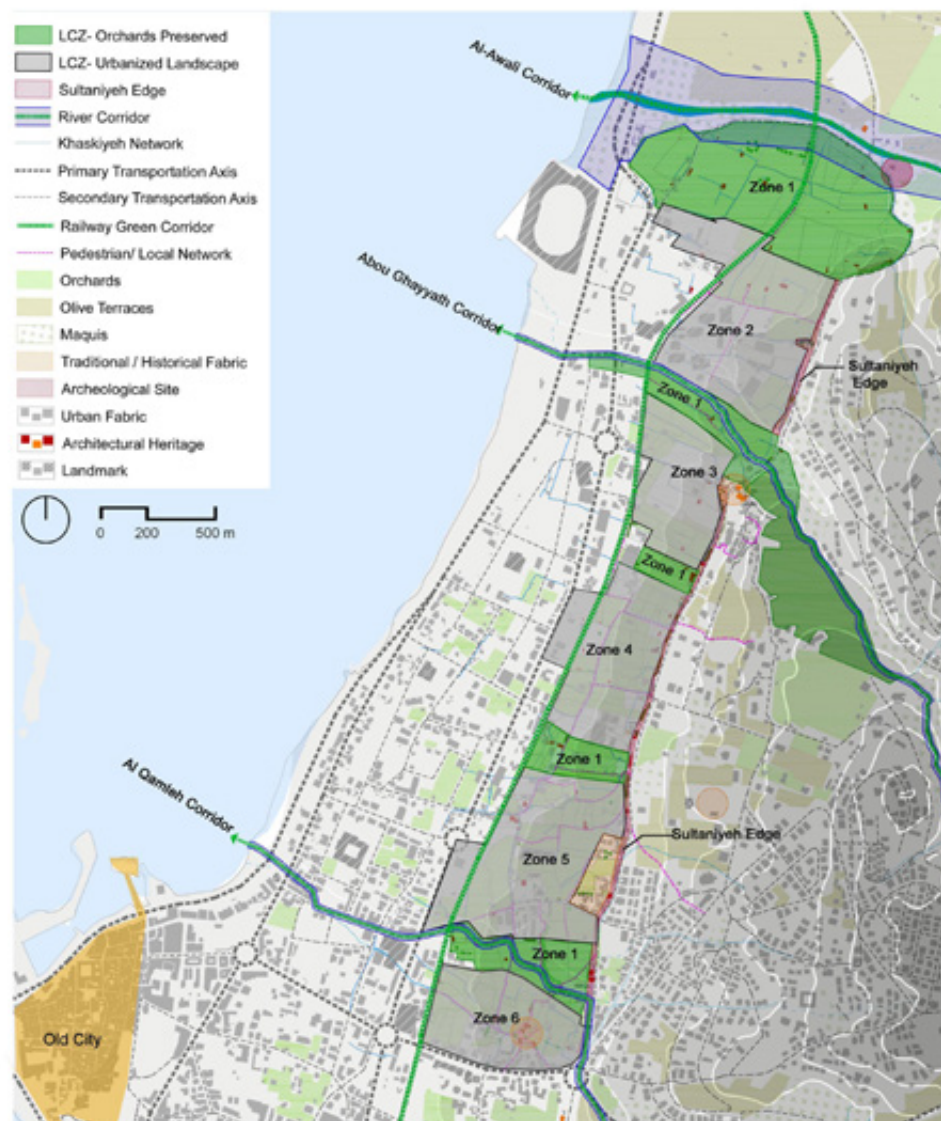 LCZ- Orchards Preserved
LCZ- Urbanized Landscape
Sultaniyeh Edge
River Corridor
Khaskiyeh Network
Primary Transportation Axis
Secondary Transportation Axis
Railway Green Corridor
Pedestrian/ Local Network
Orchards
Olive Terraces
Maquis
Traditional / Historical Fabric
Archeological Site
Urban Fabric
Architectural Heritage
Landmark
0 200 500 m
Al-Awali Corridor
Zone 1
Abou Ghayyath Corridor
Zone 2
Sultaniyeh
Edge
Zone 1
Zone 3
Zone 1
Zone 4
Zone 1
Al Qamleh Corridor
Sultaniyeh Edge
Zone 5
Zone 1
Zone 6
Old City